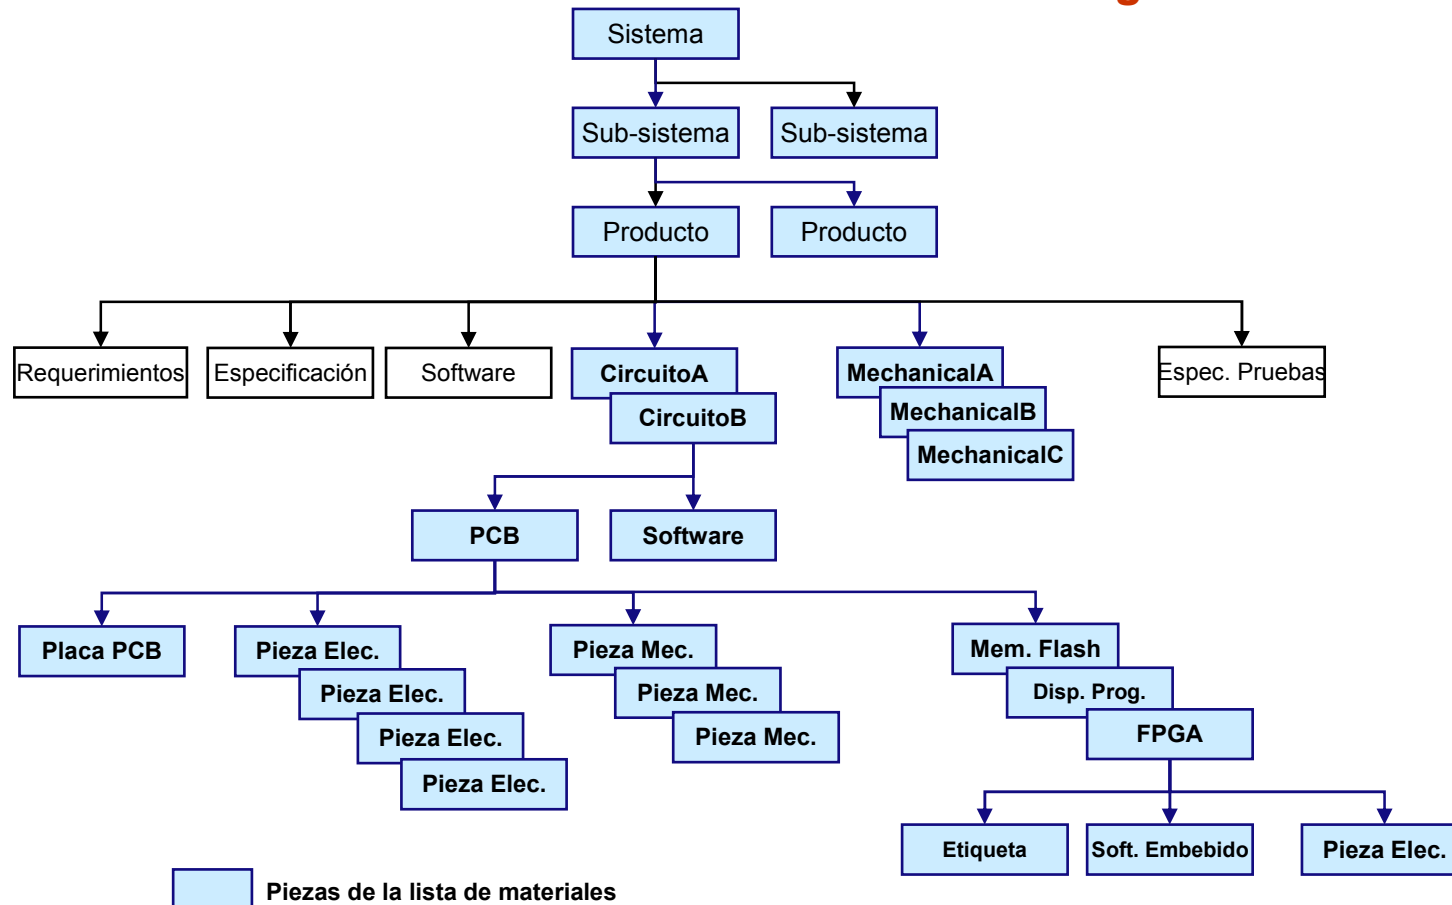 Sistema
Sub-sistema
Sub-sistema
Producto
Producto
Requerimientos
Especificación
Software
CircuitoA
MechanicalA
Espec. Pruebas
CircuitoB
MechanicalB
MechanicalC
PCB
Software
Placa PCB
Pieza Elec.
Pieza Mec.
Mem. Flash
Pieza Elec.
Pieza Mec.
Disp. Prog.
Pieza Elec.
Pieza Mec.
FPGA
Pieza Elec.
Etiqueta
Soft. Embebido
Pieza Elec.
Piezas de la lista de materiales